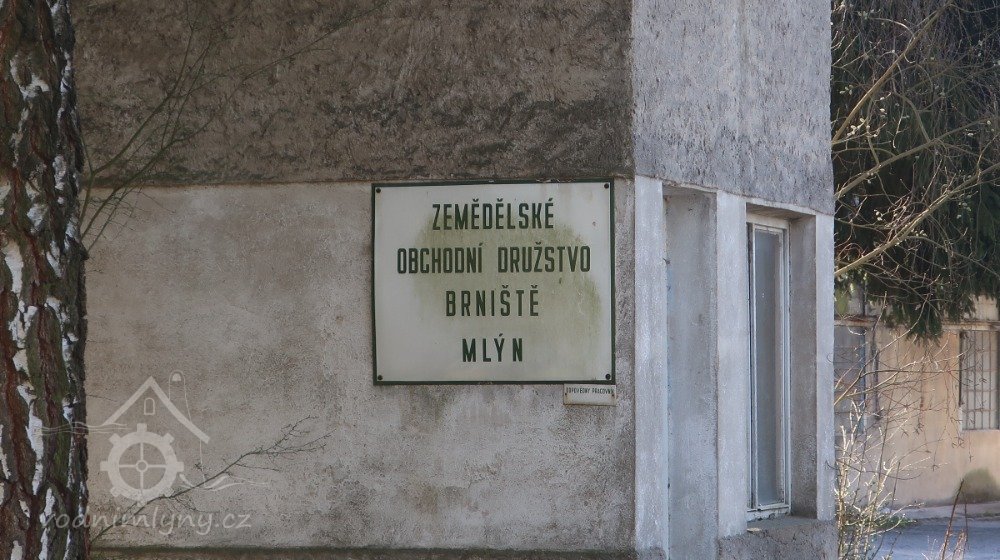 ZEMĚDĚLSKÉ
OBCHODNÍ DRUŽSTVO
BRNIŠTĚ
MLÝN
vodnimlyny.cz